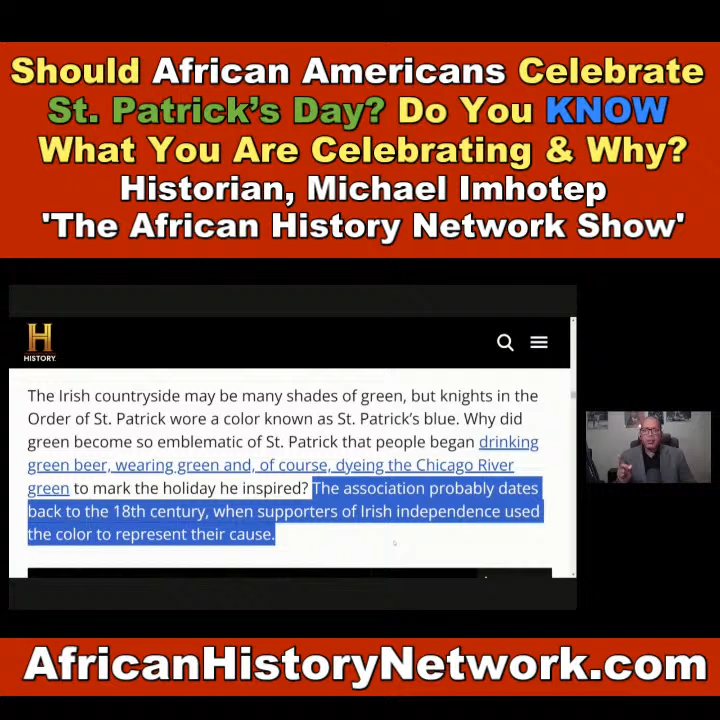 Should African Americans Celebrate
St. Patrick's Day? Do You KNOW
What You Are Celebrating & Why?
Historian, Michael Imhotep
'The African History Network Show'
H
HISTORY
The Irish countryside may be many shades of green, but knights in the
Order of St. Patrick wore a color known as St. Patrick's blue. Why did
green become so emblematic of St. Patrick that people began drinking
green beer, wearing green and, of course, dyeing the Chicago River
green to mark the holiday he inspired? The association probably dates
back to the 18th century, when supporters of Irish independence used
the color to represent their cause.
AfricanHistoryNetwork.com